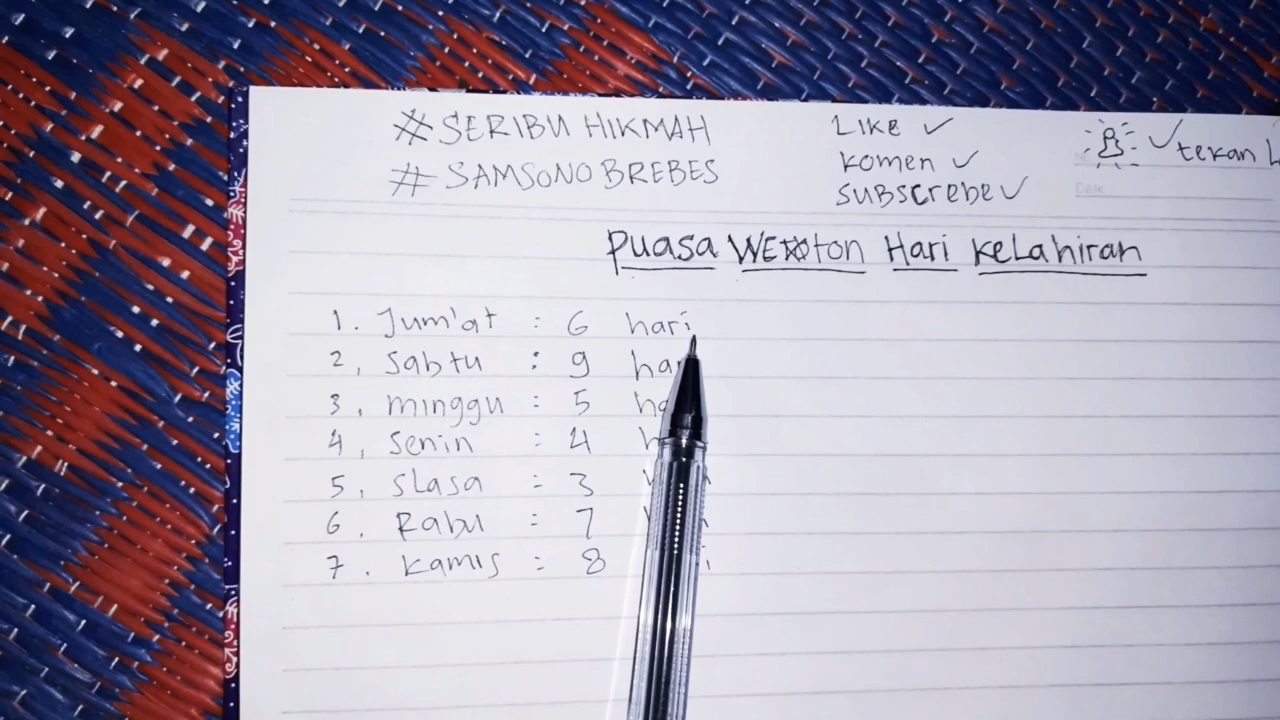 #SERIBU HIKMAH
#SAMSONO BREBES
LIKE ✓
Komen ✓
SUBSCREBE ✓
✓ tekan
Puasa WEton Hari KeLahiran
1. Jum'at : 6 hari
2, Sabtu : 9
3, minggu : 5
4, Senin : 4
5, SLasa : 3
6, Rabu : 7
7. Kamis : 8